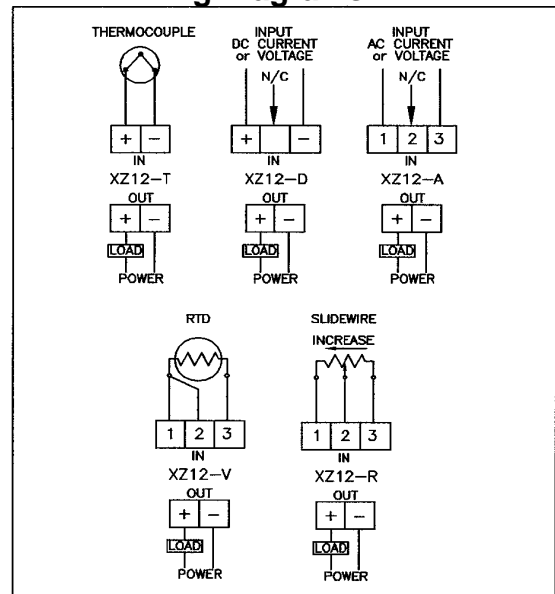 THERMOCOUPLE
INPUT
DC CURRENT
or VOLTAGE
N/C
INPUT
AC CURRENT
or VOLTAGE
N/C
+ −
IN
XZ12−T
+ −
IN
XZ12−D
1 2 3
IN
XZ12−A
OUT
+ −
LOAD
POWER
OUT
+ −
LOAD
POWER
OUT
+ −
LOAD
POWER
RTD
SLIDEWIRE
INCREASE
1 2 3
IN
XZ12−V
1 2 3
IN
XZ12−R
OUT
+ −
LOAD
POWER
OUT
+ −
LOAD
POWER